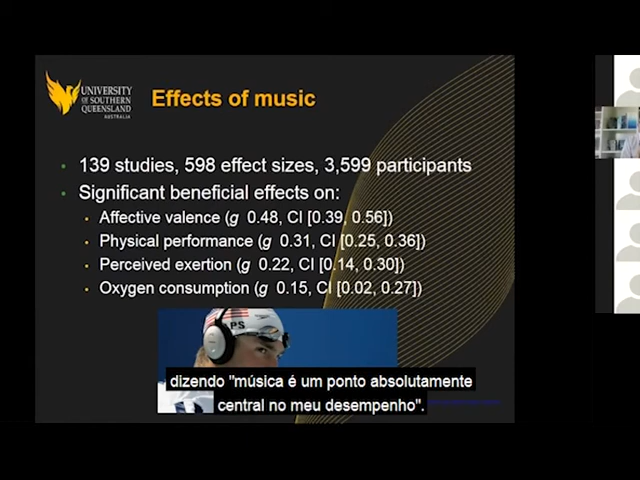 UNIVERSITY
OF SOUTHERN
QUEENSLAND
AUSTRALIA
Effects of music
• 139 studies, 598 effect sizes, 3,599 participants
• Significant beneficial effects on:
• Affective valence (g 0.48, CI [0.39, 0.56])
• Physical performance (g 0.31, CI [0.25, 0.36])
• Perceived exertion (g 0.22, CI [0.14, 0.30])
• Oxygen consumption (g 0.15, CI [0.02, 0.27])
PS
dizendo "música é um ponto absolutamente
central no meu desempenho".